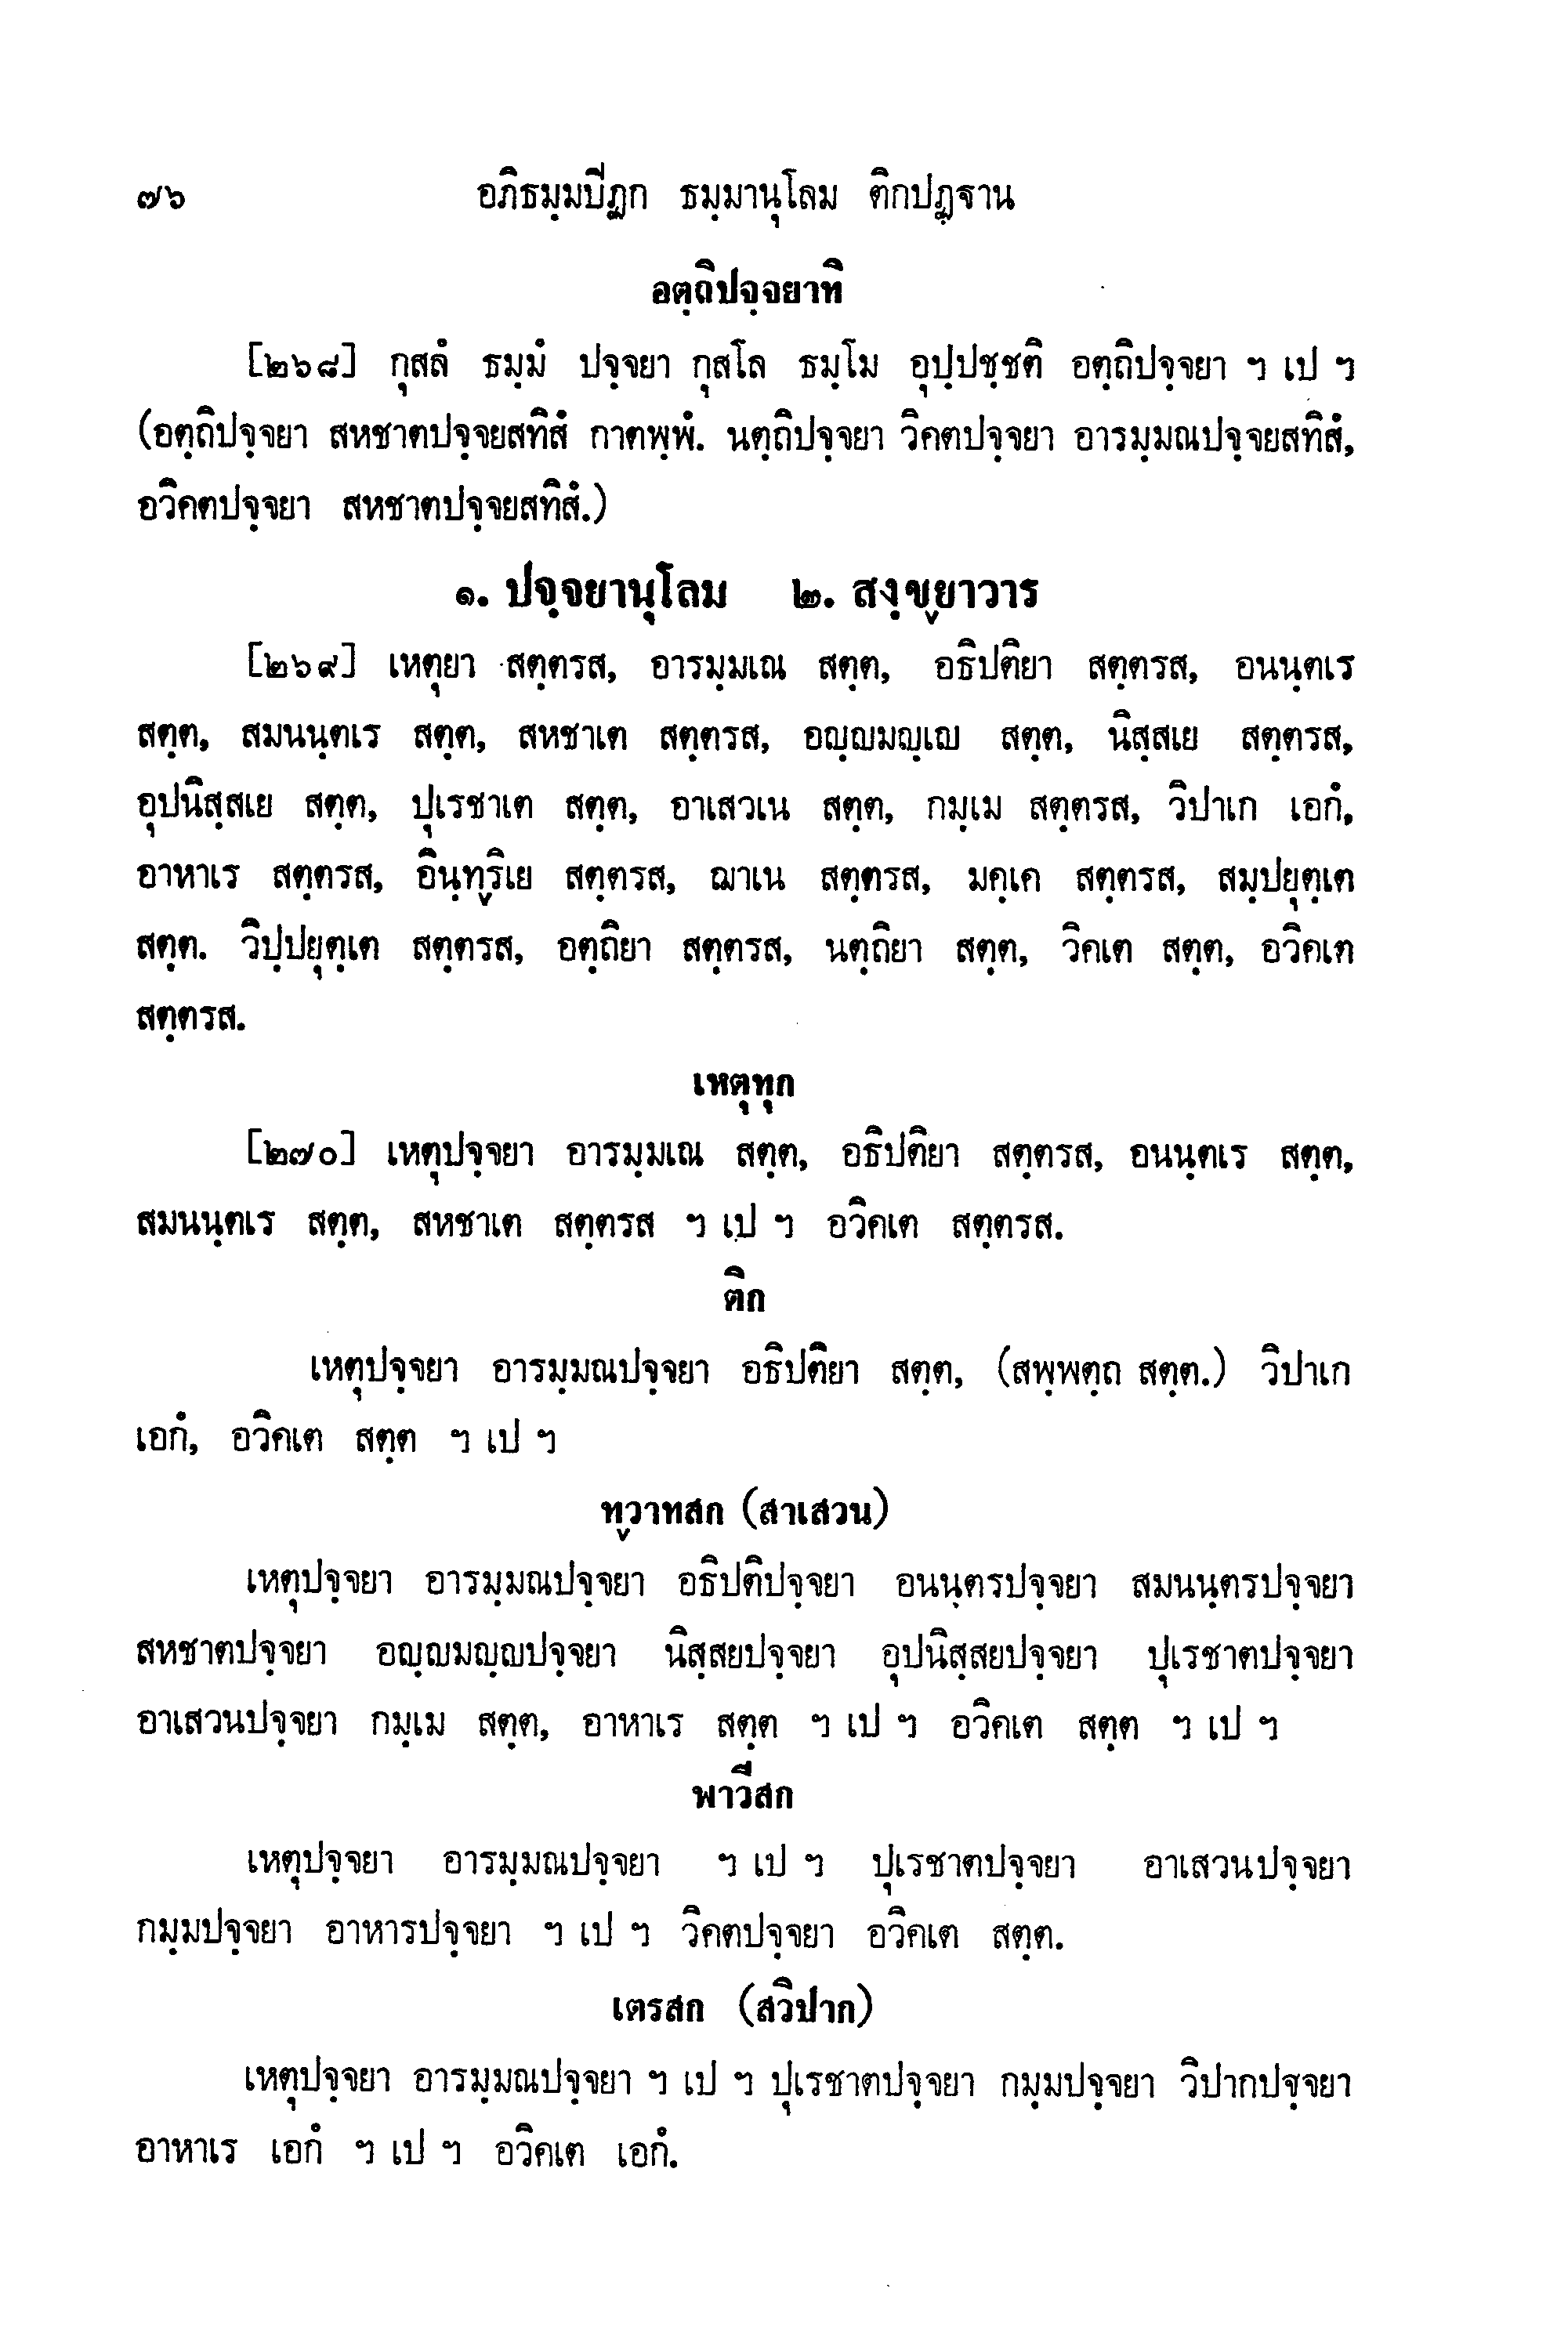 ๗๖ อภิธมฺมปีฏก ธมฺมานุโลม ติกปฏฺฐาน
อตฺถิปจฺจยาทิ
[๒๖๘] กุสลํ ธมฺมํ ปจฺจยา กุสโล ธมฺโม อุปฺปชฺชติ อตฺถิปจฺจยา ฯ เป ฯ
(อตฺถิปจฺจยา สหชาตปจฺจยสทิสํ กาตพฺพํ. นตฺถิปจฺจยา วิคตปจฺจยา อารมฺมณปจฺจยสทิสํ,
อวิคตปจฺจยา สหชาตปจฺจยสทิสํ.)
๑. ปจฺจยานุโลม ๒. สงฺขฺยาวาร
[๒๖๙] เหตุยา สตฺตรส, อารมฺมเณ สตฺต, อธิปติยา สตฺตรส, อนนฺตเร
สตฺต, สมนนฺตเร สตฺต, สหชาเต สตฺตรส, อญฺญมญฺเญ สตฺต, นิสฺสเย สตฺตรส,
อุปนิสฺสเย สตฺต, ปุเรชาเต สตฺต, อาเสวเน สตฺต, กมฺเม สตฺตรส, วิปาเก เอกํ,
อาหาเร สตฺตรส, อินฺทฺริเย สตฺตรส, ฌาเน สตฺตรส, มคฺเค สตฺตรส, สมฺปยุตฺเต
สตฺต. วิปฺปยุตฺเต สตฺตรส, อตฺถิยา สตฺตรส, นตฺถิยา สตฺต, วิคเต สตฺต, อวิคเต
สตฺตรส.
เหตุทุก
[๒๗๐] เหตุปจฺจยา อารมฺมเณ สตฺต, อธิปติยา สตฺตรส, อนนฺตเร สตฺต,
สมนนฺตเร สตฺต, สหชาเต สตฺตรส ฯ เป ฯ อวิคเต สตฺตรส.
ติก
เหตุปจฺจยา อารมฺมณปจฺจยา อธิปติยา สตฺต, (สพฺพตฺถ สตฺต.) วิปาเก
เอกํ, อวิคเต สตฺต ฯ เป ฯ
ทฺวาทสก (สาเสวน)
เหตุปจฺจยา อารมฺมณปจฺจยา อธิปติปจฺจยา อนนฺตรปจฺจยา สมนนฺตรปจฺจยา
สหชาตปจฺจยา อญฺญมญฺญปจฺจยา นิสฺสยปจฺจยา อุปนิสฺสยปจฺจยา ปุเรชาตปจฺจยา
อาเสวนปจฺจยา กมฺเม สตฺต, อาหาเร สตฺต ฯ เป ฯ อวิคเต สตฺต ฯ เป ฯ
พาวีสก
เหตุปจฺจยา อารมฺมณปจฺจยา ฯ เป ฯ ปุเรชาตปจฺจยา อาเสวนปจฺจยา
กมฺมปจฺจยา อาหารปจฺจยา ฯ เป ฯ วิคตปจฺจยา อวิคเต สตฺต.
เตรสก (สวิปาก)
เหตุปจฺจยา อารมฺมณปจฺจยา ฯ เป ฯ ปุเรชาตปจฺจยา กมฺมปจฺจยา วิปากปจฺจยา
อาหาเร เอกํ ฯ เป ฯ อวิคเต เอกํ.